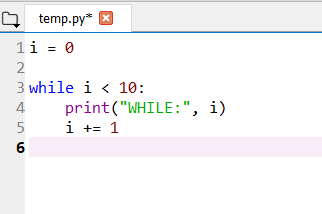 temp.py*
1 i = 0
2
3 while i < 10:
4     print("WHILE:", i)
5     i += 1
6